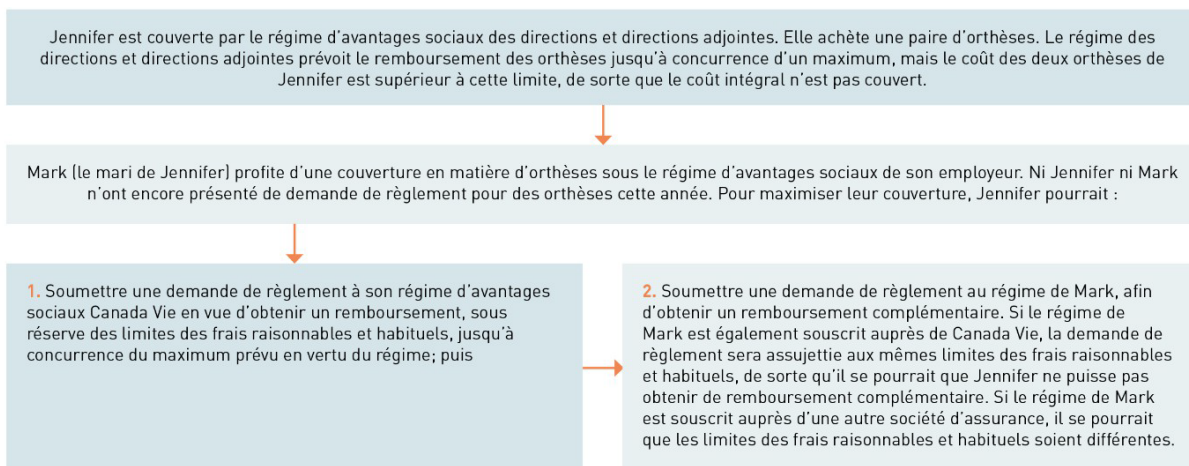 Jennifer est couverte par le régime d'avantages sociaux des directions et directions adjointes. Elle achète une paire d'orthèses. Le régime des
directions et directions adjointes prévoit le remboursement des orthèses jusqu'à concurrence d'un maximum, mais le coût des deux orthèses de
Jennifer est supérieur à cette limite, de sorte que le coût intégral n'est pas couvert.
Mark (le mari de Jennifer) profite d'une couverture en matière d'orthèses sous le régime d'avantages sociaux de son employeur. Ni Jennifer ni Mark
n'ont encore présenté de demande de règlement pour des orthèses cette année. Pour maximiser leur couverture, Jennifer pourrait :
1. Soumettre une demande de règlement à son régime d'avantages
sociaux Canada Vie en vue d'obtenir un remboursement, sous
réserve des limites des frais raisonnables et habituels, jusqu'à
concurrence du maximum prévu en vertu du régime; puis
2. Soumettre une demande de règlement au régime de Mark, afin
d'obtenir un remboursement complémentaire. Si le régime de
Mark est également souscrit auprès de Canada Vie, la demande de
règlement sera assujettie aux mêmes limites des frais raisonnables
et habituels, de sorte qu'il se pourrait que Jennifer ne puisse pas
obtenir de remboursement complémentaire. Si le régime de Mark
est souscrit auprès d'une autre société d'assurance, il se pourrait
que les limites des frais raisonnables et habituels soient différentes.